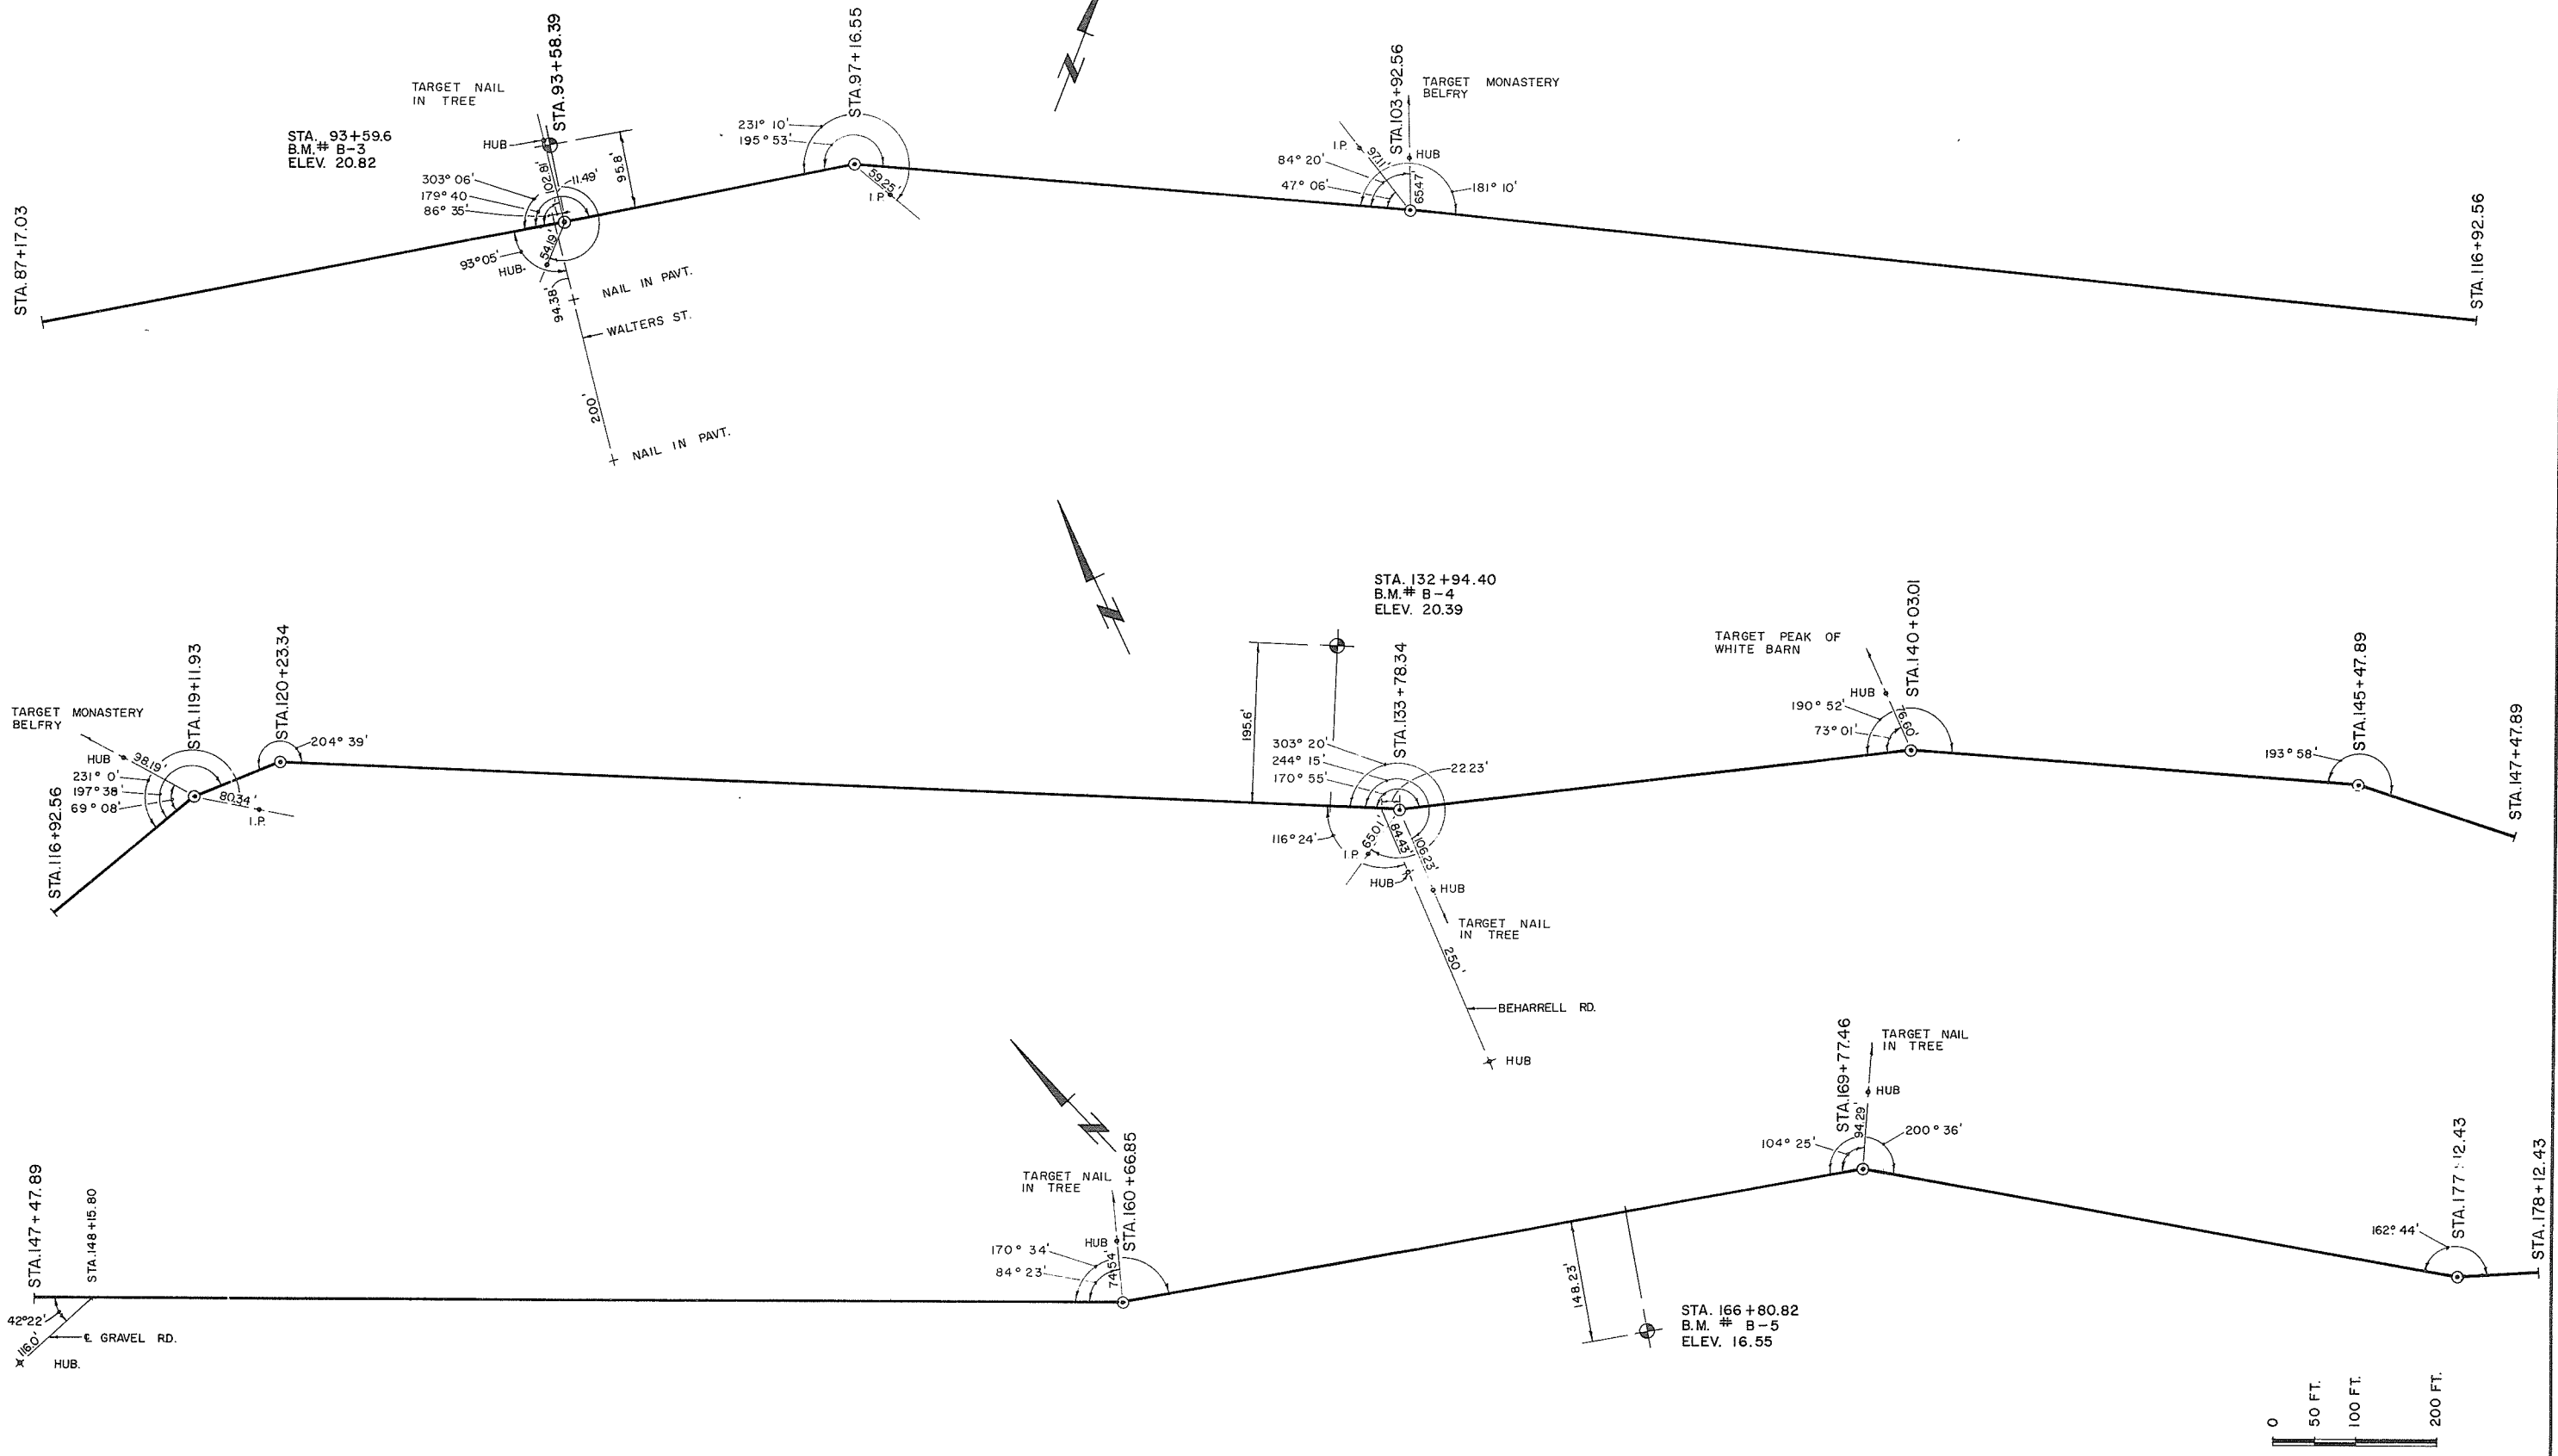 STA. 87+17.03
STA. 93+59.6
B.M.# B-3
ELEV. 20.82
TARGET NAIL
IN TREE
HUB
STA. 93+58.39
102.81'
11.49'
95.8'
303° 06'
179° 40
86° 35'
93°05'
HUB
54.19'
94.38'
NAIL IN PAVT.
WALTERS ST.
200'
NAIL IN PAVT.
STA. 97+16.55
231° 10'
195° 53'
59.25'
I.P.
N
STA. 103+92.56
TARGET MONASTERY
BELFRY
I.P.
97.11'
HUB
84° 20'
47° 06'
65.47'
181° 10'
STA. 116+92.56
N
STA. 116+92.56
TARGET MONASTERY
BELFRY
HUB
98.19'
231° 0'
197° 38'
69° 08'
STA. 119+11.93
80.34'
I.P.
STA. 120+23.34
204° 39'
STA. 132+94.40
B.M.# B-4
ELEV. 20.39
195.6'
STA. 133+78.34
303° 20'
244° 15'
170° 55'
22.23'
116° 24'
I.P.
65.01'
84.43'
106.23'
HUB
HUB
TARGET NAIL
IN TREE
250'
BEHARRELL RD.
HUB
TARGET PEAK OF
WHITE BARN
HUB
STA. 140+03.01
190° 52'
73° 01'
76.60'
STA. 145+47.89
193° 58'
STA. 147+47.89
N
STA. 147+47.89
STA. 148+15.80
42°22'
116.0'
℄ GRAVEL RD.
HUB.
TARGET NAIL
IN TREE
HUB
STA. 160+66.85
170° 34'
84° 23'
74.54'
148.23'
STA. 166+80.82
B.M. # B-5
ELEV. 16.55
STA. 169+77.46
TARGET NAIL
IN TREE
HUB
94.29'
104° 25'
200° 36'
162° 44'
STA. 177+12.43
STA. 178+12.43
0
50 FT.
100 FT.
200 FT.